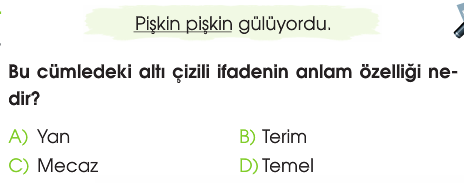 Pişkin pişkin gülüyordu.
Bu cümledeki altı çizili ifadenin anlam özelliği ne-
dir?
A) Yan
B) Terim
C) Mecaz
D) Temel